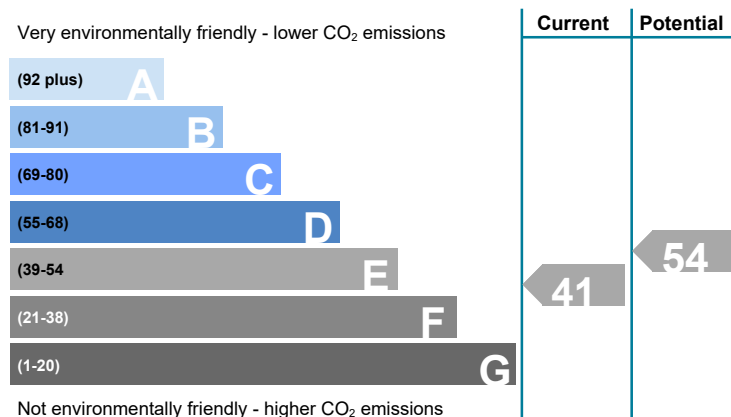 Current Potential
Very environmentally friendly - lower CO₂ emissions
(92 plus) A
(81-91) B
(69-80) C
(55-68) D
(39-54 E
(21-38) F
(1-20) G
41
54
Not environmentally friendly - higher CO₂ emissions